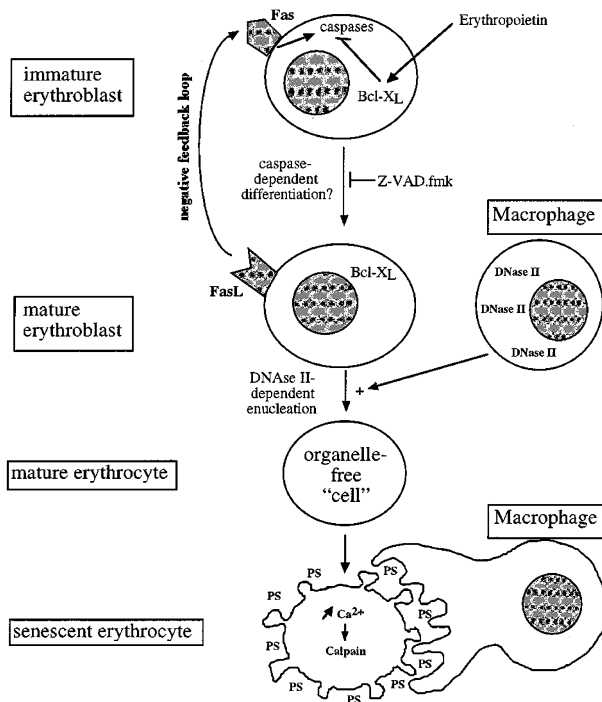 Fas
caspases
Erythropoietin
immature
erythroblast
Bcl-XL
negative feedback loop
caspase-
dependent
differentiation?
Z-VAD.fmk
Macrophage
FasL
Bcl-XL
DNase II
DNase II
DNase II
mature
erythroblast
DNAse II-
dependent
enucleation
+
mature erythrocyte
organelle-
free
“cell”
Macrophage
PS
PS
PS
PS
PS
PS
PS
PS
PS
PS
Ca2+
Calpain
senescent erythrocyte